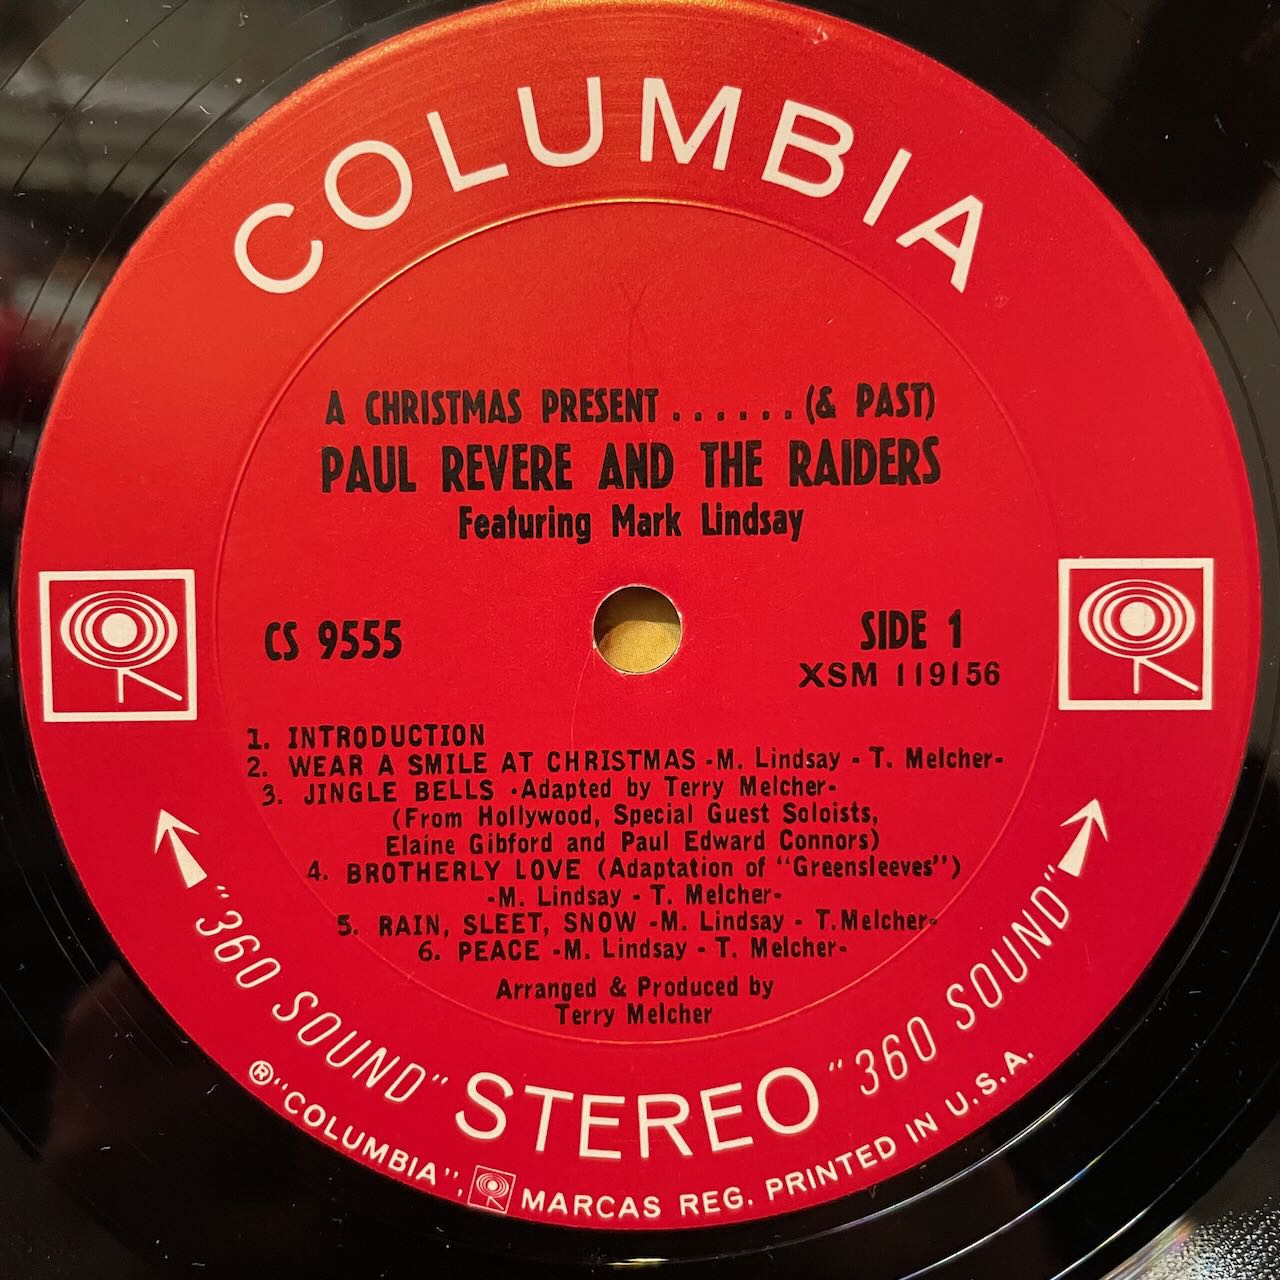 COLUMBIA
A CHRISTMAS PRESENT . . . . . . (& PAST)
PAUL REVERE AND THE RAIDERS
Featuring Mark Lindsay
CS 9555
SIDE 1
XSM 119156
1. INTRODUCTION
2. WEAR A SMILE AT CHRISTMAS -M. Lindsay - T. Melcher-
3. JINGLE BELLS -Adapted by Terry Melcher-
(From Hollywood, Special Guest Soloists,
Elaine Gibford and Paul Edward Connors)
4. BROTHERLY LOVE (Adaptation of "Greensleeves")
-M. Lindsay - T. Melcher-
5. RAIN, SLEET, SNOW -M. Lindsay - T.Melcher-
6. PEACE -M. Lindsay - T. Melcher-
Arranged & Produced by
Terry Melcher
"360 SOUND" STEREO "360 SOUND"
®"COLUMBIA", MARCAS REG. PRINTED IN U.S.A.